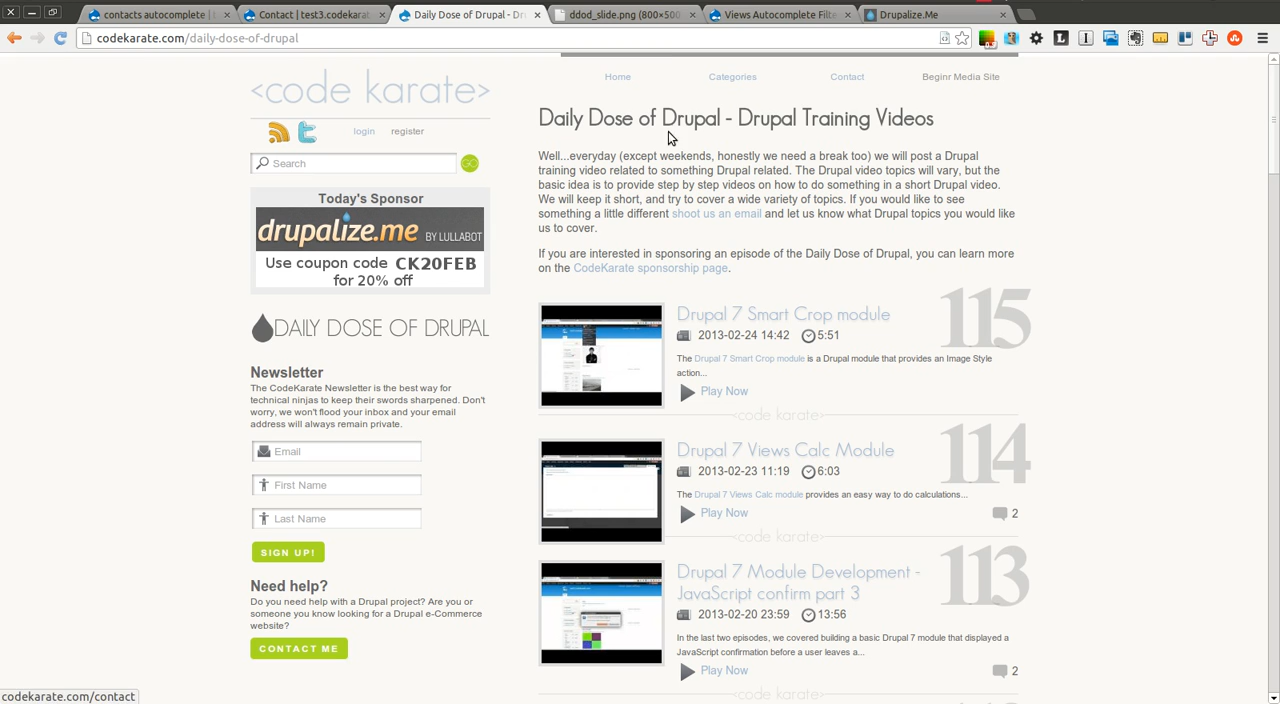 contacts autocomplete |
Contact | test3.codekarat
Daily Dose of Drupal - Dr
ddod_slide.png (800×500
Views Autocomplete Filte
Drupalize.Me
codekarate.com/daily-dose-of-drupal
<code karate>
login
register
Search
GO
Today's Sponsor
drupalize.me BY LULLABOT
Use coupon code CK20FEB
for 20% off
DAILY DOSE OF DRUPAL
Newsletter
The CodeKarate Newsletter is the best way for
technical ninjas to keep their swords sharpened. Don't
worry, we won't flood your inbox and your email
address will always remain private.
Email
First Name
Last Name
SIGN UP!
Need help?
Do you need help with a Drupal project? Are you or
someone you know looking for a Drupal e-Commerce
website?
CONTACT ME
Home
Categories
Contact
Beginr Media Site
Daily Dose of Drupal - Drupal Training Videos
Well...everyday (except weekends, honestly we need a break too) we will post a Drupal
training video related to something Drupal related. The Drupal video topics will vary, but the
basic idea is to provide step by step videos on how to do something in a short Drupal video.
We will keep it short, and try to cover a wide variety of topics. If you would like to see
something a little different shoot us an email and let us know what Drupal topics you would like
us to cover.
If you are interested in sponsoring an episode of the Daily Dose of Drupal, you can learn more
on the CodeKarate sponsorship page.
Drupal 7 Smart Crop module
115
2013-02-24 14:42 5:51
The Drupal 7 Smart Crop module is a Drupal module that provides an Image Style
action...
Play Now
<code karate>
Drupal 7 Views Calc Module
114
2013-02-23 11:19 6:03
The Drupal 7 Views Calc module provides an easy way to do calculations...
Play Now
2
<code karate>
Drupal 7 Module Development -
JavaScript confirm part 3
113
2013-02-20 23:59 13:56
In the last two episodes, we covered building a basic Drupal 7 module that displayed a
JavaScript confirmation before a user leaves a...
Play Now
2
<code karate>
codekarate.com/contact